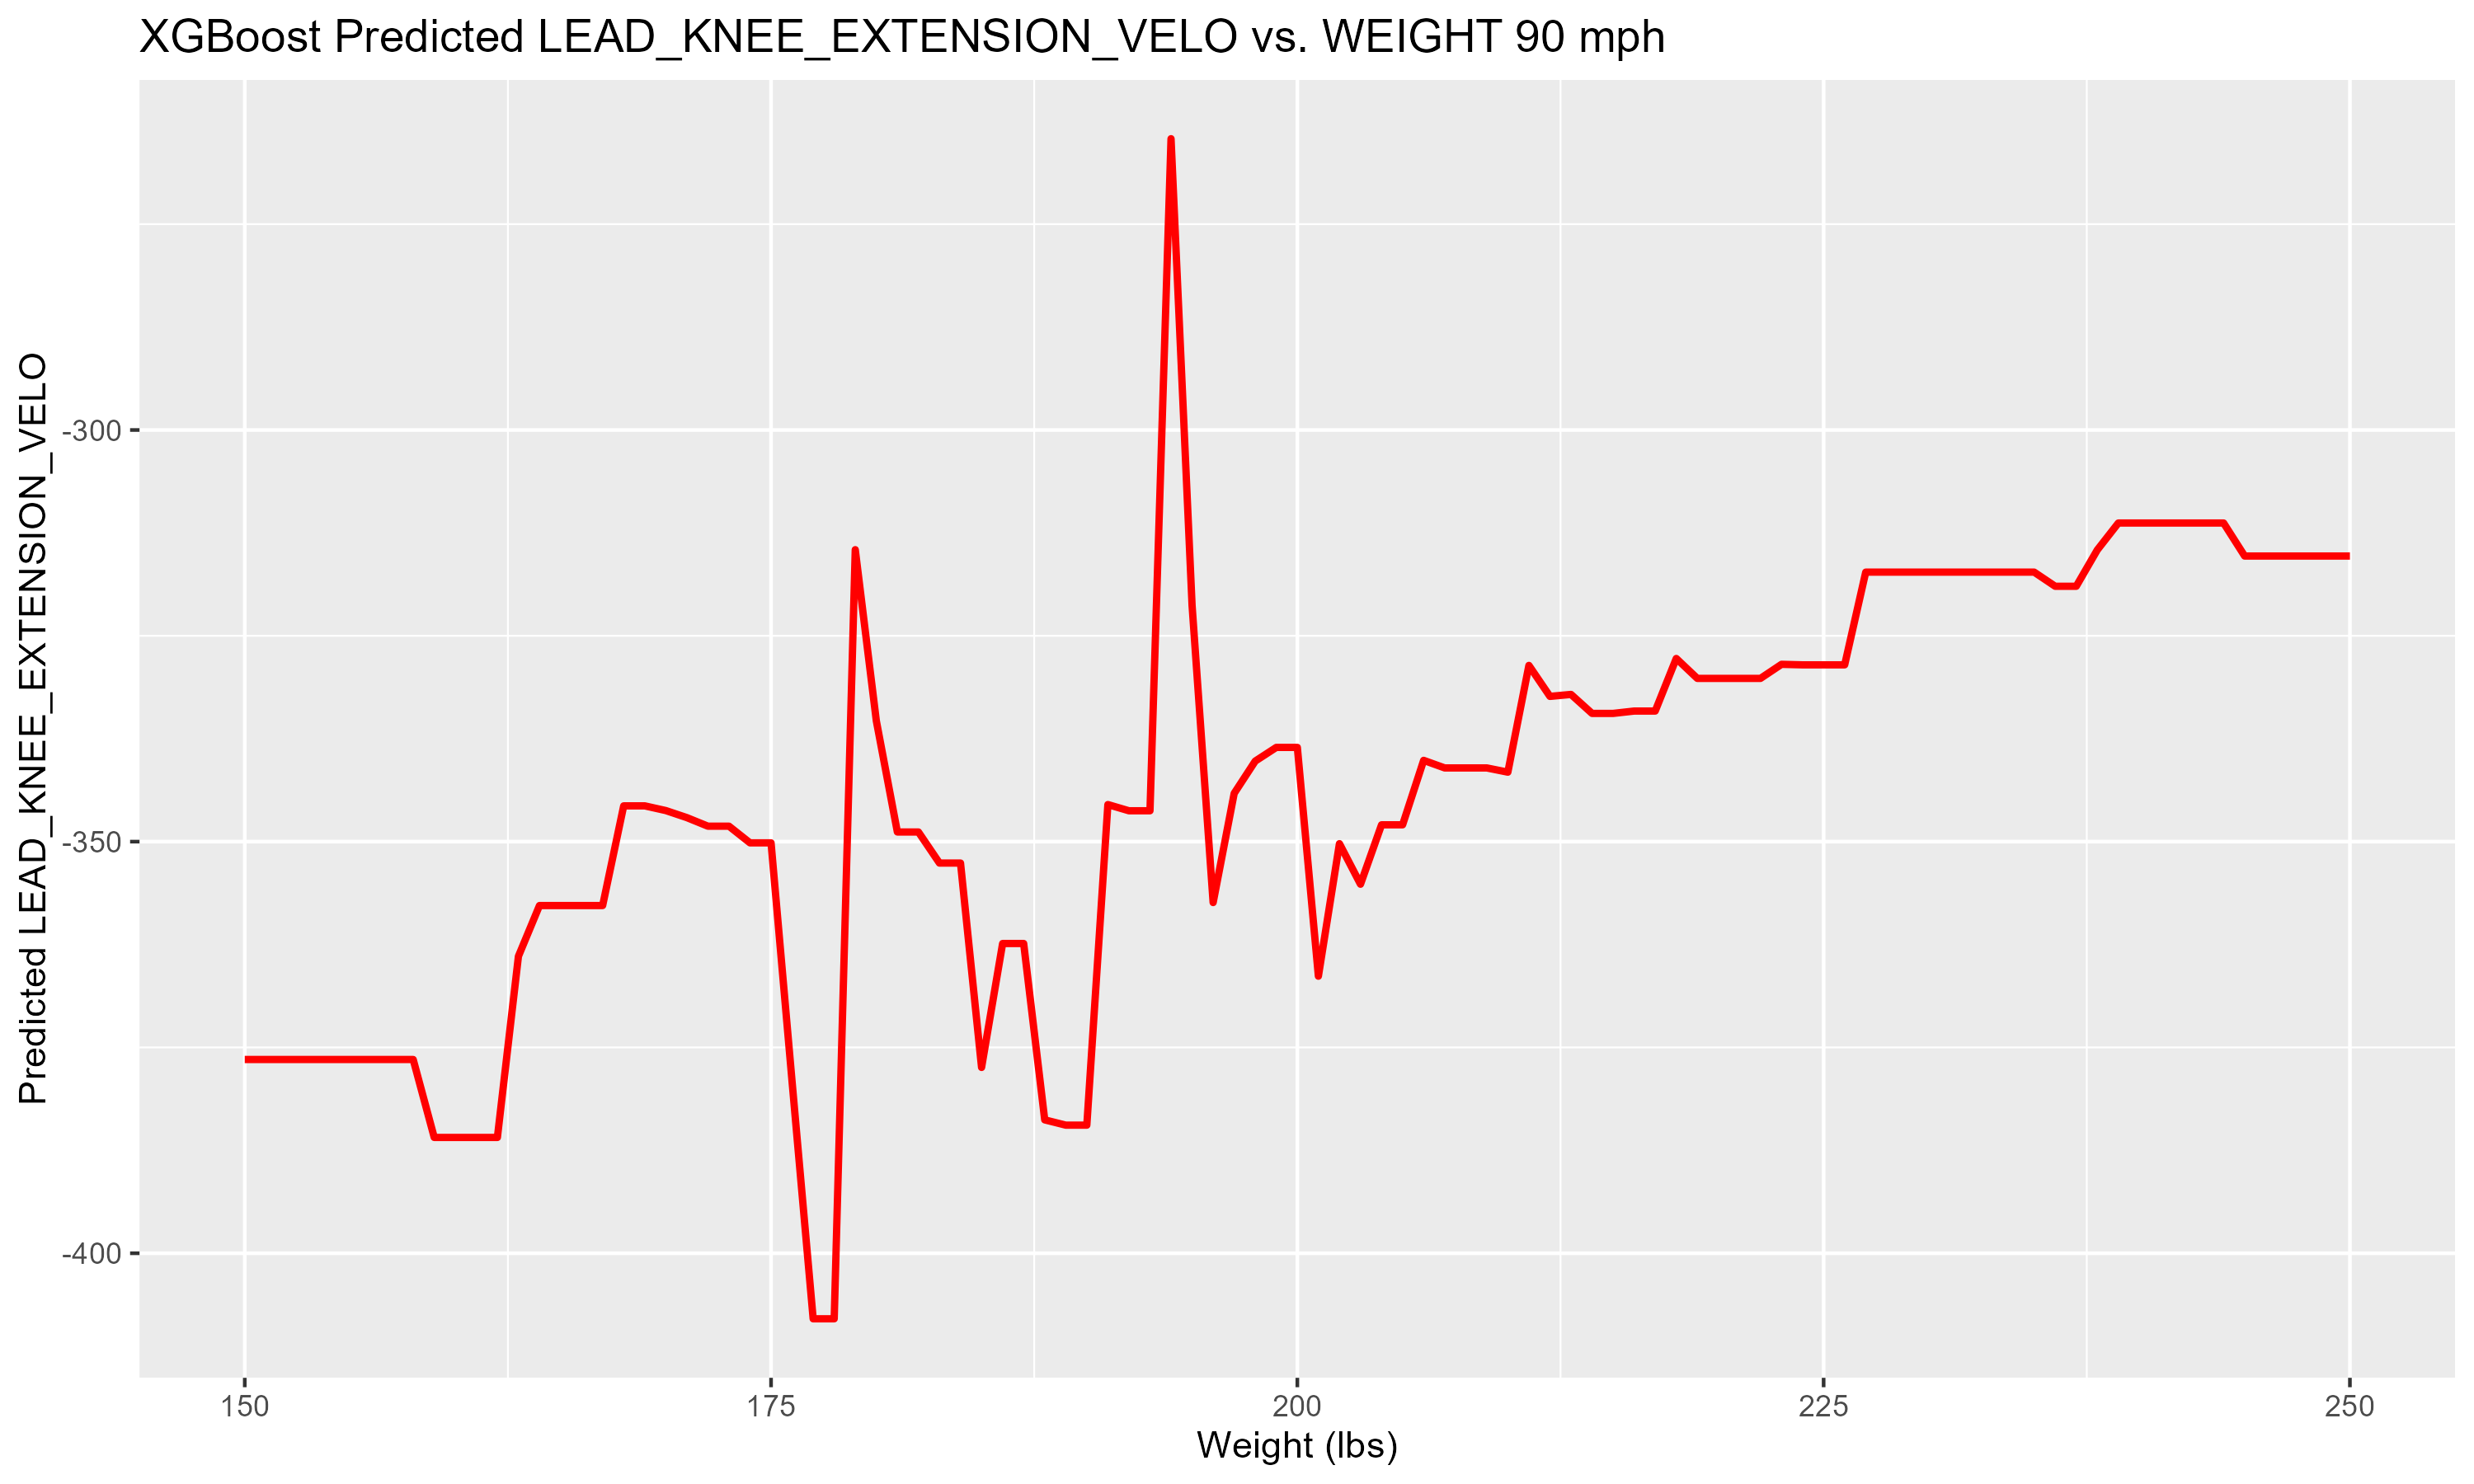 XGBoost Predicted LEAD_KNEE_EXTENSION_VELO vs. WEIGHT 90 mph
Predicted LEAD_KNEE_EXTENSION_VELO
-300
-350
-400
150 175 200 225 250
Weight (lbs)